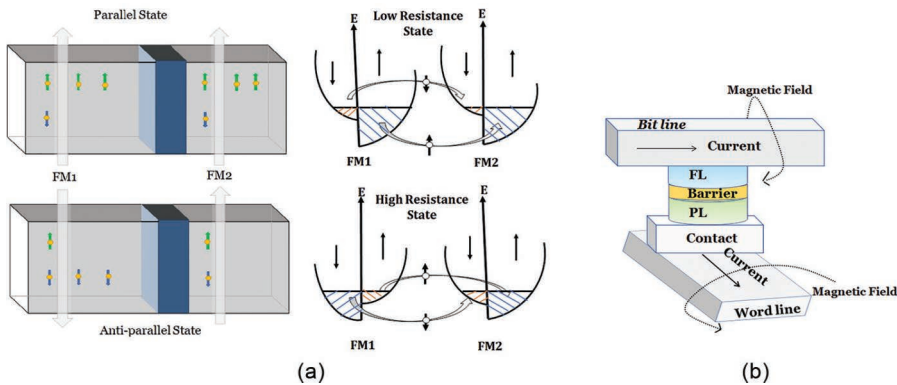 Parallel State
FM1
FM2
Anti-parallel State
E
Low Resistance
State
E
FM1
FM2
E
High Resistance
State
E
FM1
FM2
(a)
Magnetic Field
Bit line
Current
FL
Barrier
PL
Contact
Current
Magnetic Field
Word line
(b)